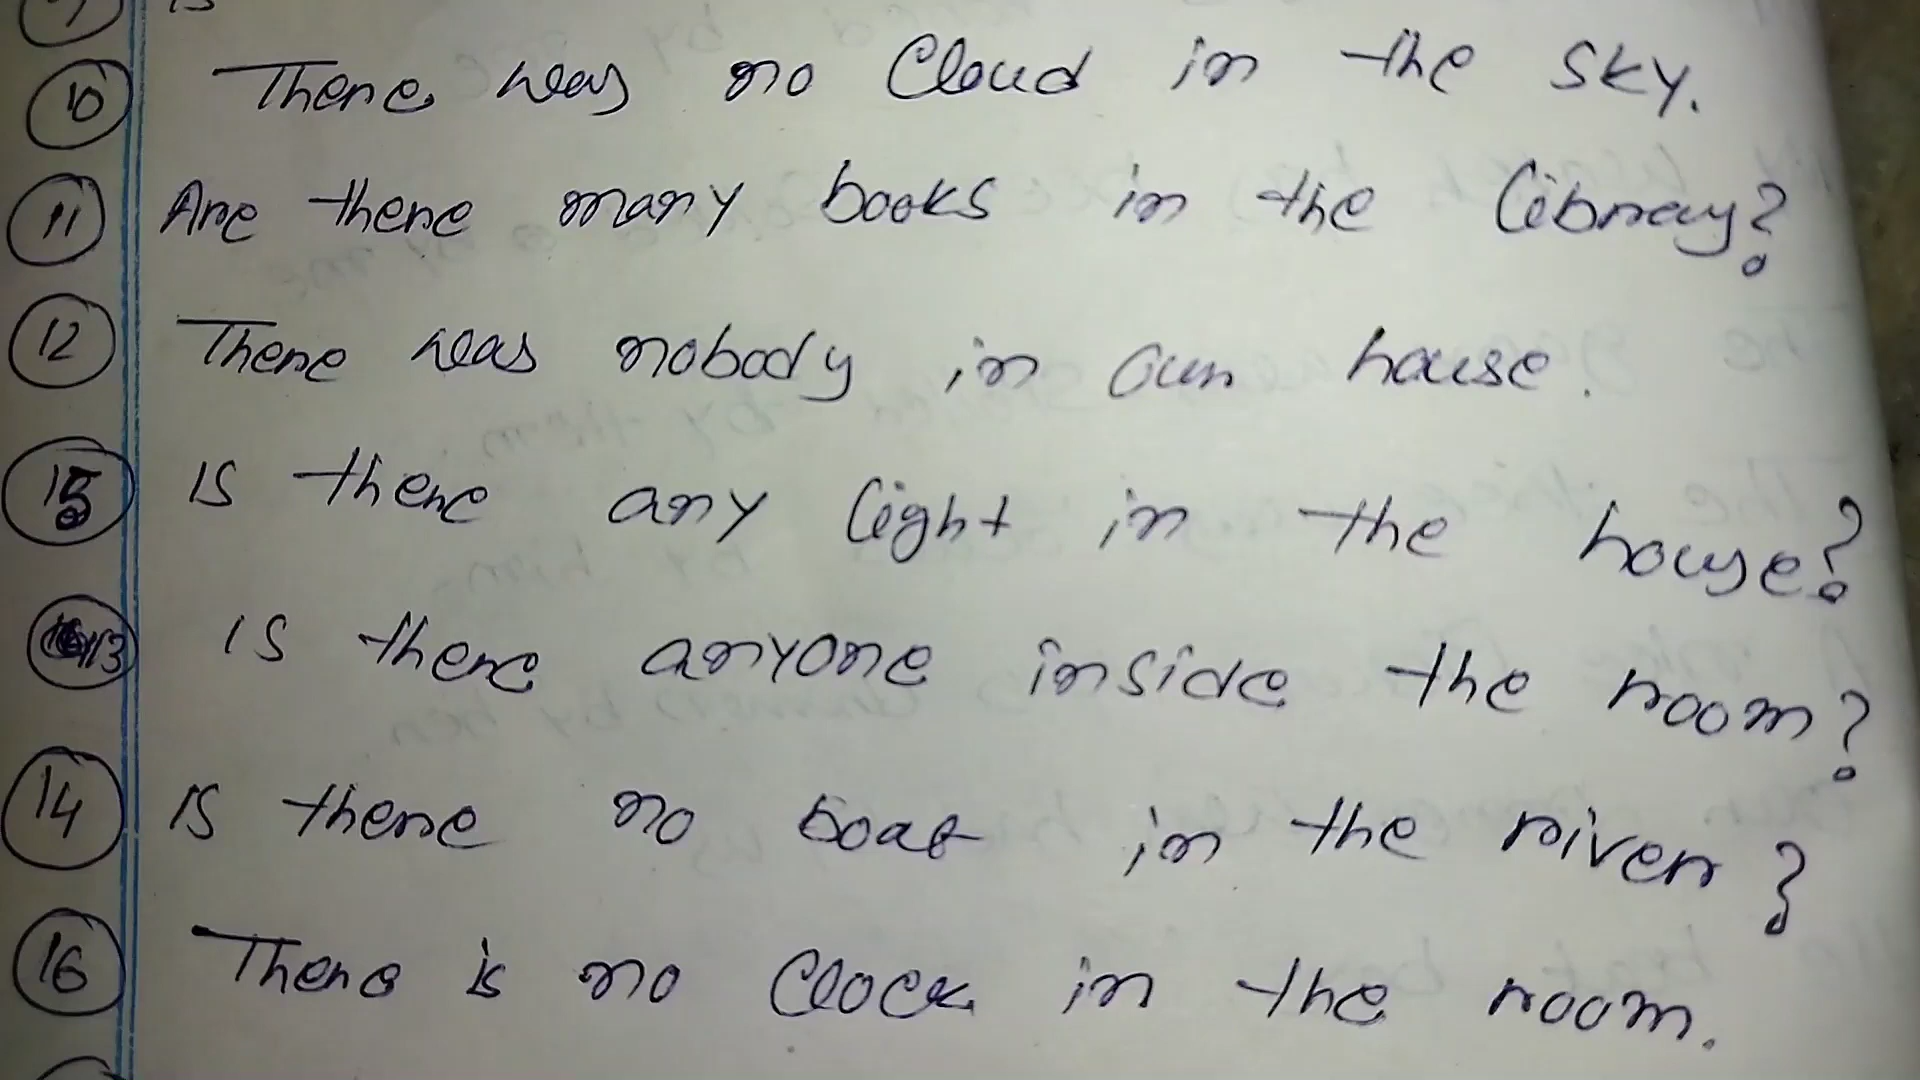 10 There was no Cloud in the sky.
11 Are there many books in the library?
12 There was nobody in our house.
15 Is there any light in the house?
13 Is there anyone inside the room?
14 Is there no boat in the river?
16 There is no Clock in the room.